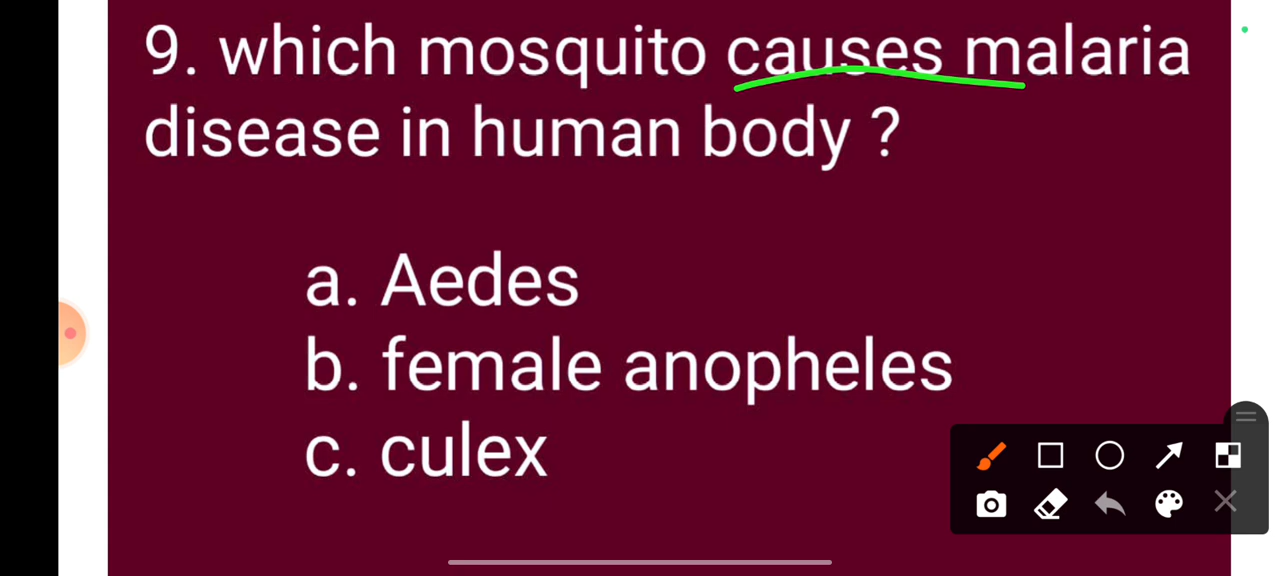 9. which mosquito causes malaria
disease in human body ?
a. Aedes
b. female anopheles
c. culex